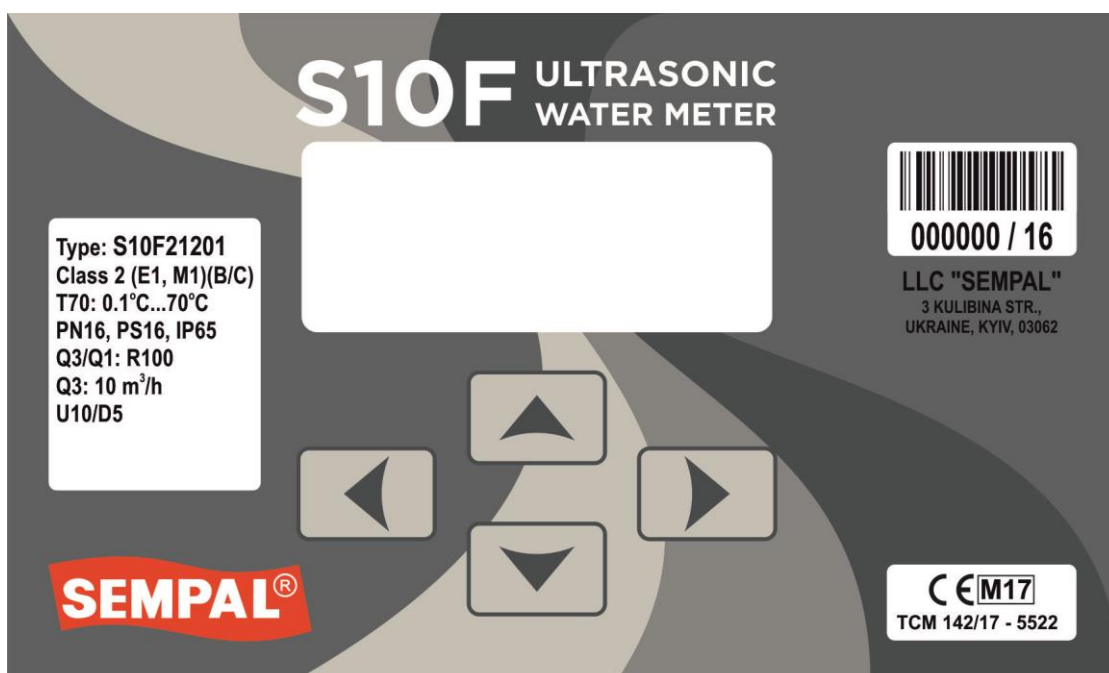 S10F ULTRASONIC
WATER METER
000000 / 16
LLC "SEMPAL"
3 KULIBINA STR.,
UKRAINE, KYIV, 03062
Type: S10F21201
Class 2 (E1, M1)(B/C)
T70: 0.1°C...70°C
PN16, PS16, IP65
Q3/Q1: R100
Q3: 10 m³/h
U10/D5
SEMPAL®
CE M17
TCM 142/17 - 5522